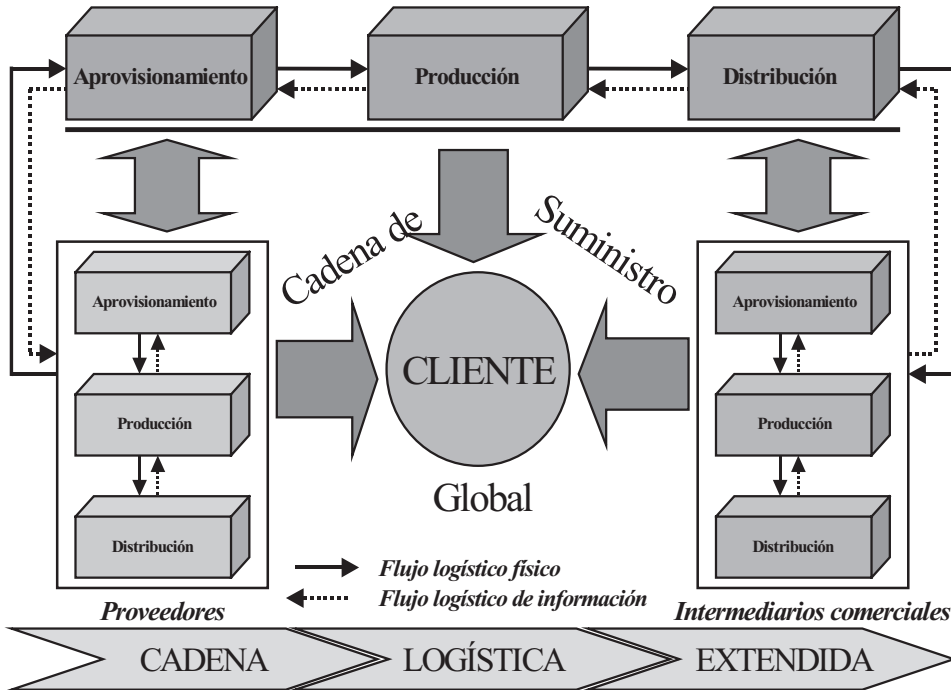 Aprovisionamiento
Producción
Distribución
Cadena de
Suministro
Aprovisionamiento
Producción
Distribución
CLIENTE
Global
Aprovisionamiento
Producción
Distribución
Flujo logístico físico
Flujo logístico de información
Proveedores
Intermediarios comerciales
CADENA
LOGÍSTICA
EXTENDIDA